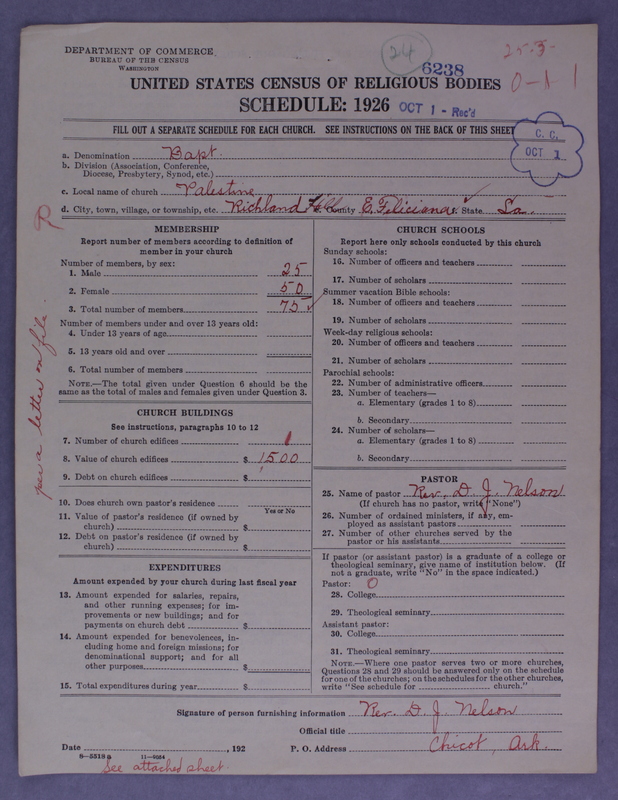 DEPARTMENT OF COMMERCE
BUREAU OF THE CENSUS
WASHINGTON
24
6238
25-3-
0-1 1
UNITED STATES CENSUS OF RELIGIOUS BODIES
SCHEDULE: 1926
OCT 1 - Rec'd
FILL OUT A SEPARATE SCHEDULE FOR EACH CHURCH. SEE INSTRUCTIONS ON THE BACK OF THIS SHEET
C. C.
OCT 1
a. Denomination Bapt.
b. Division (Association, Conference,
Diocese, Presbytery, Synod, etc.)
c. Local name of church Palestine
d. City, town, village, or township, etc. Richland Hill County E. Feliciana State La.
R
per a letter on file.
MEMBERSHIP
Report number of members according to definition of
member in your church
Number of members, by sex:
1. Male 25
2. Female 50
3. Total number of members 75 ✓
Number of members under and over 13 years old:
4. Under 13 years of age
5. 13 years old and over
6. Total number of members
NOTE.—The total given under Question 6 should be the
same as the total of males and females given under Question 3.
CHURCH BUILDINGS
See instructions, paragraphs 10 to 12
7. Number of church edifices 1
8. Value of church edifices $ 1500
9. Debt on church edifices $
10. Does church own pastor's residence
Yes or No
11. Value of pastor's residence (if owned by
church) $
12. Debt on pastor's residence (if owned by
church) $
EXPENDITURES
Amount expended by your church during last fiscal year
13. Amount expended for salaries, repairs,
and other running expenses; for im-
provements or new buildings; and for
payments on church debt $
14. Amount expended for benevolences, in-
cluding home and foreign missions; for
denominational support; and for all
other purposes $
15. Total expenditures during year $
CHURCH SCHOOLS
Report here only schools conducted by this church
Sunday schools:
16. Number of officers and teachers
17. Number of scholars
Summer vacation Bible schools:
18. Number of officers and teachers
19. Number of scholars
Week-day religious schools:
20. Number of officers and teachers
21. Number of scholars
Parochial schools:
22. Number of administrative officers
23. Number of teachers—
a. Elementary (grades 1 to 8)
b. Secondary
24. Number of scholars—
a. Elementary (grades 1 to 8)
b. Secondary
PASTOR
25. Name of pastor Rev. D. J. Nelson
(If church has no pastor, write "None")
26. Number of ordained ministers, if any, em-
ployed as assistant pastors
27. Number of other churches served by the
pastor or his assistants
If pastor (or assistant pastor) is a graduate of a college or
theological seminary, give name of institution below. (If
not a graduate, write "No" in the space indicated.)
Pastor: O
28. College
29. Theological seminary
Assistant pastor:
30. College
31. Theological seminary
NOTE.—Where one pastor serves two or more churches,
Questions 28 and 29 should be answered only on the schedule
for one of the churches; on the schedules for the other churches,
write "See schedule for church."
Signature of person furnishing information Rev. D. J. Nelson
Official title
Date , 192 P. O. Address Chicot, Ark.
8—5518a 11—9034
See attached sheet.